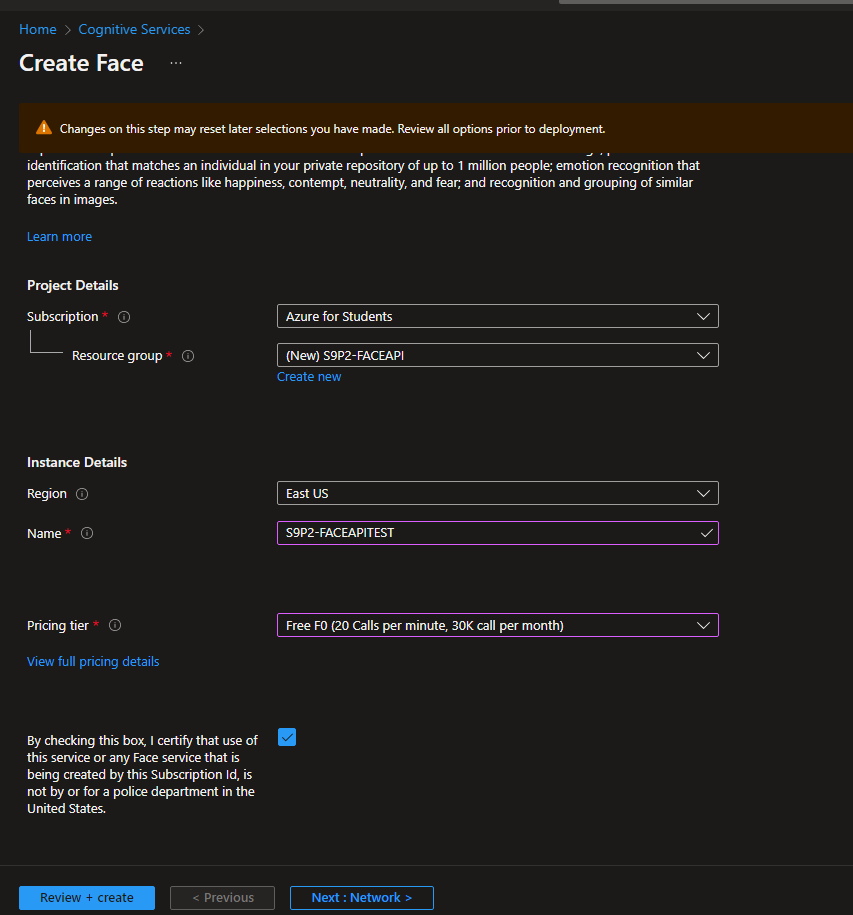 Home > Cognitive Services >
Create Face ...
Changes on this step may reset later selections you have made. Review all options prior to deployment.
identification that matches an individual in your private repository of up to 1 million people; emotion recognition that
perceives a range of reactions like happiness, contempt, neutrality, and fear; and recognition and grouping of similar
faces in images.
Learn more
Project Details
Subscription *
Azure for Students
Resource group *
(New) S9P2-FACEAPI
Create new
Instance Details
Region
East US
Name *
S9P2-FACEAPITEST
Pricing tier *
Free F0 (20 Calls per minute, 30K call per month)
View full pricing details
By checking this box, I certify that use of
this service or any Face service that is
being created by this Subscription Id, is
not by or for a police department in the
United States.
Review + create
< Previous
Next : Network >